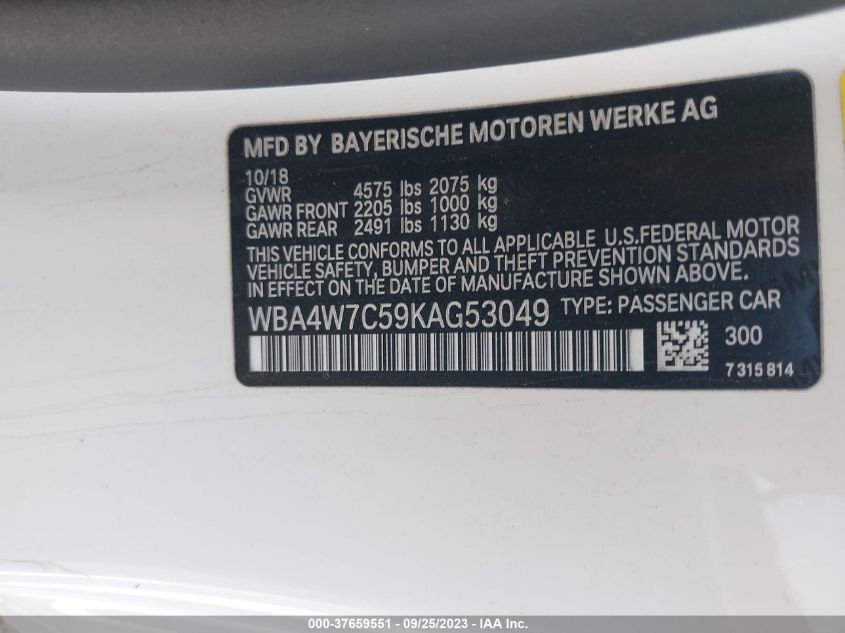 MFD BY BAYERISCHE MOTOREN WERKE AG
10/18
GVWR 4575 lbs 2075 kg
GAWR FRONT 2205 lbs 1000 kg
GAWR REAR 2491 lbs 1130 kg
THIS VEHICLE CONFORMS TO ALL APPLICABLE U.S.FEDERAL MOTOR
VEHICLE SAFETY, BUMPER AND THEFT PREVENTION STANDARDS
IN EFFECT ON THE DATE OF MANUFACTURE SHOWN ABOVE.
WBA4W7C59KAG53049 TYPE: PASSENGER CAR
300
7 315 814
000-37659551 - 09/25/2023 - IAA Inc.